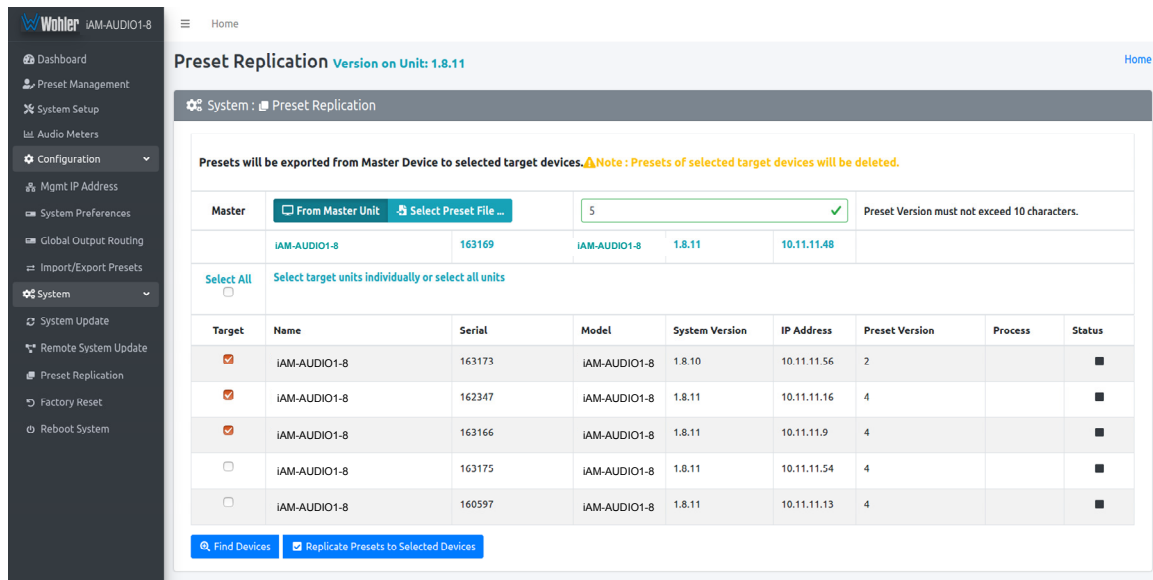 Wohler iAM-AUDIO1-8
Home
Dashboard
Preset Management
System Setup
Audio Meters
Configuration
Mgmt IP Address
System Preferences
Global Output Routing
Import/Export Presets
System
System Update
Remote System Update
Preset Replication
Factory Reset
Reboot System
Preset Replication Version on Unit: 1.8.11
Home
System : Preset Replication
Presets will be exported from Master Device to selected target devices. Note : Presets of selected target devices will be deleted.
Master From Master Unit Select Preset File ... 5 Preset Version must not exceed 10 characters.
iAM-AUDIO1-8 163169 iAM-AUDIO1-8 1.8.11 10.11.11.48
Select All Select target units individually or select all units
Target Name Serial Model System Version IP Address Preset Version Process Status
iAM-AUDIO1-8 163173 iAM-AUDIO1-8 1.8.10 10.11.11.56 2
iAM-AUDIO1-8 162347 iAM-AUDIO1-8 1.8.11 10.11.11.16 4
iAM-AUDIO1-8 163166 iAM-AUDIO1-8 1.8.11 10.11.11.9 4
iAM-AUDIO1-8 163175 iAM-AUDIO1-8 1.8.11 10.11.11.54 4
iAM-AUDIO1-8 160597 iAM-AUDIO1-8 1.8.11 10.11.11.13 4
Find Devices Replicate Presets to Selected Devices